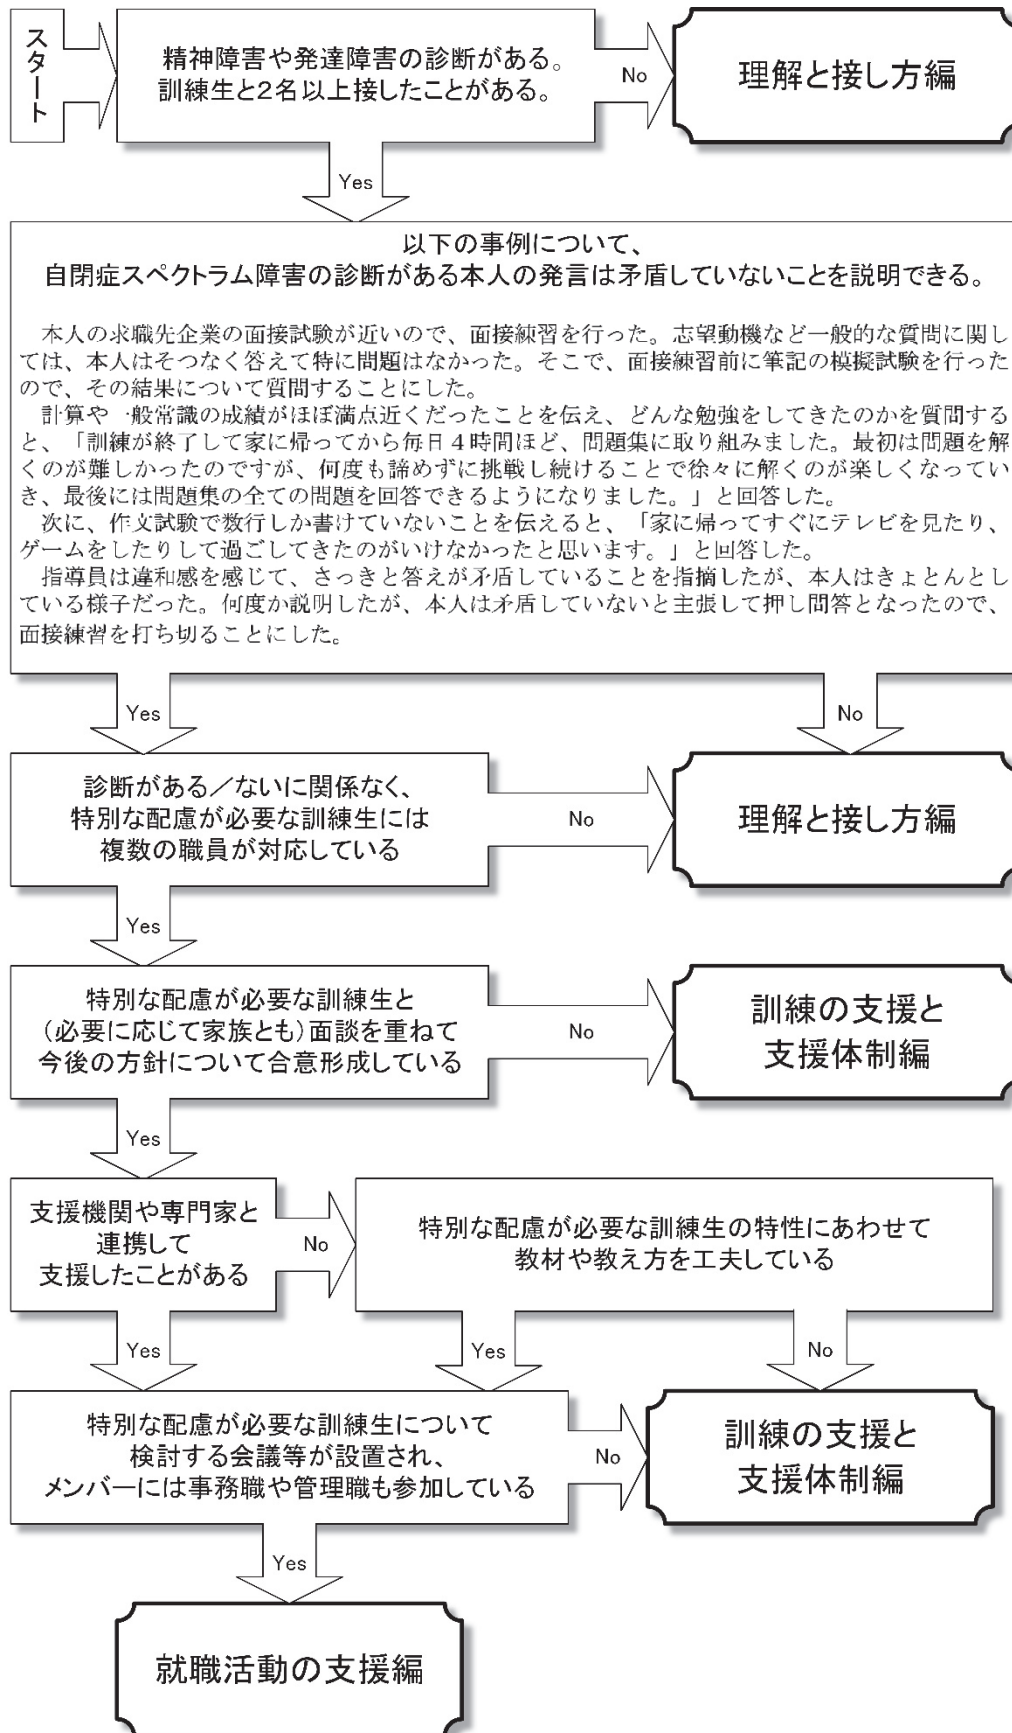 スタート
精神障害や発達障害の診断がある。
訓練生と2名以上接したことがある。
No
理解と接し方編
Yes
以下の事例について、
自閉症スペクトラム障害の診断がある本人の発言は矛盾していないことを説明できる。
本人の求職先企業の面接試験が近いので、面接練習を行った。志望動機など一般的な質問に関し
ては、本人はそつなく答えて特に問題はなかった。そこで、面接練習前に筆記の模擬試験を行った
ので、その結果について質問することにした。
計算や一般常識の成績がほぼ満点近くだったことを伝え、どんな勉強をしてきたのかを質問する
と、「訓練が終了して家に帰ってから毎日4時間ほど、問題集に取り組みました。最初は問題を解
くのが難しかったのですが、何度も諦めずに挑戦し続けることで徐々に解くのが楽しくなってい
き、最後には問題集の全ての問題を回答できるようになりました。」と回答した。
次に、作文試験で数行しか書けていないことを伝えると、「家に帰ってすぐにテレビを見たり、
ゲームをしたりして過ごしてきたのがいけなかったと思います。」と回答した。
指導員は違和感を感じて、さっきと答えが矛盾していることを指摘したが、本人はきょとんとし
ている様子だった。何度か説明したが、本人は矛盾していないと主張して押し問答となったので、
面接練習を打ち切ることにした。
Yes
No
診断がある／ないに関係なく、
特別な配慮が必要な訓練生には
複数の職員が対応している
No
理解と接し方編
Yes
特別な配慮が必要な訓練生と
(必要に応じて家族とも)面談を重ねて
今後の方針について合意形成している
No
訓練の支援と
支援体制編
Yes
支援機関や専門家と
連携して
支援したことがある
No
特別な配慮が必要な訓練生の特性にあわせて
教材や教え方を工夫している
Yes
Yes
No
特別な配慮が必要な訓練生について
検討する会議等が設置され、
メンバーには事務職や管理職も参加している
No
訓練の支援と
支援体制編
Yes
就職活動の支援編